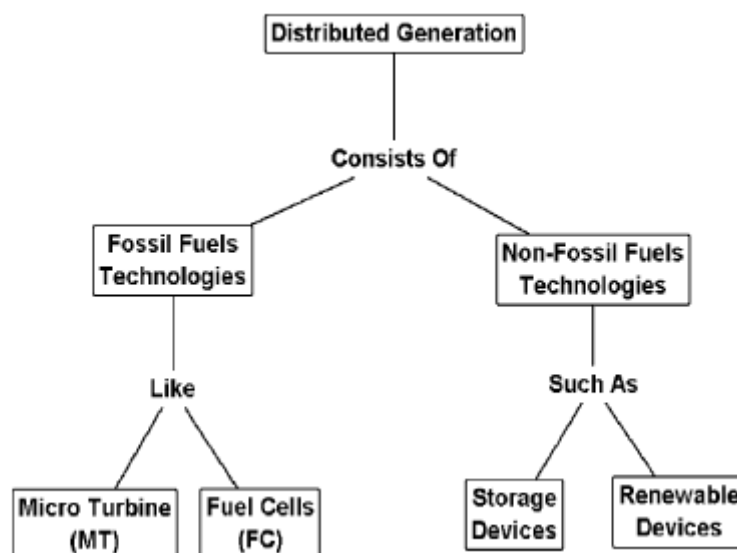 Distributed Generation
Consists Of
Fossil Fuels
Technologies
Non-Fossil Fuels
Technologies
Like
Such As
Micro Turbine
(MT)
Fuel Cells
(FC)
Storage
Devices
Renewable
Devices